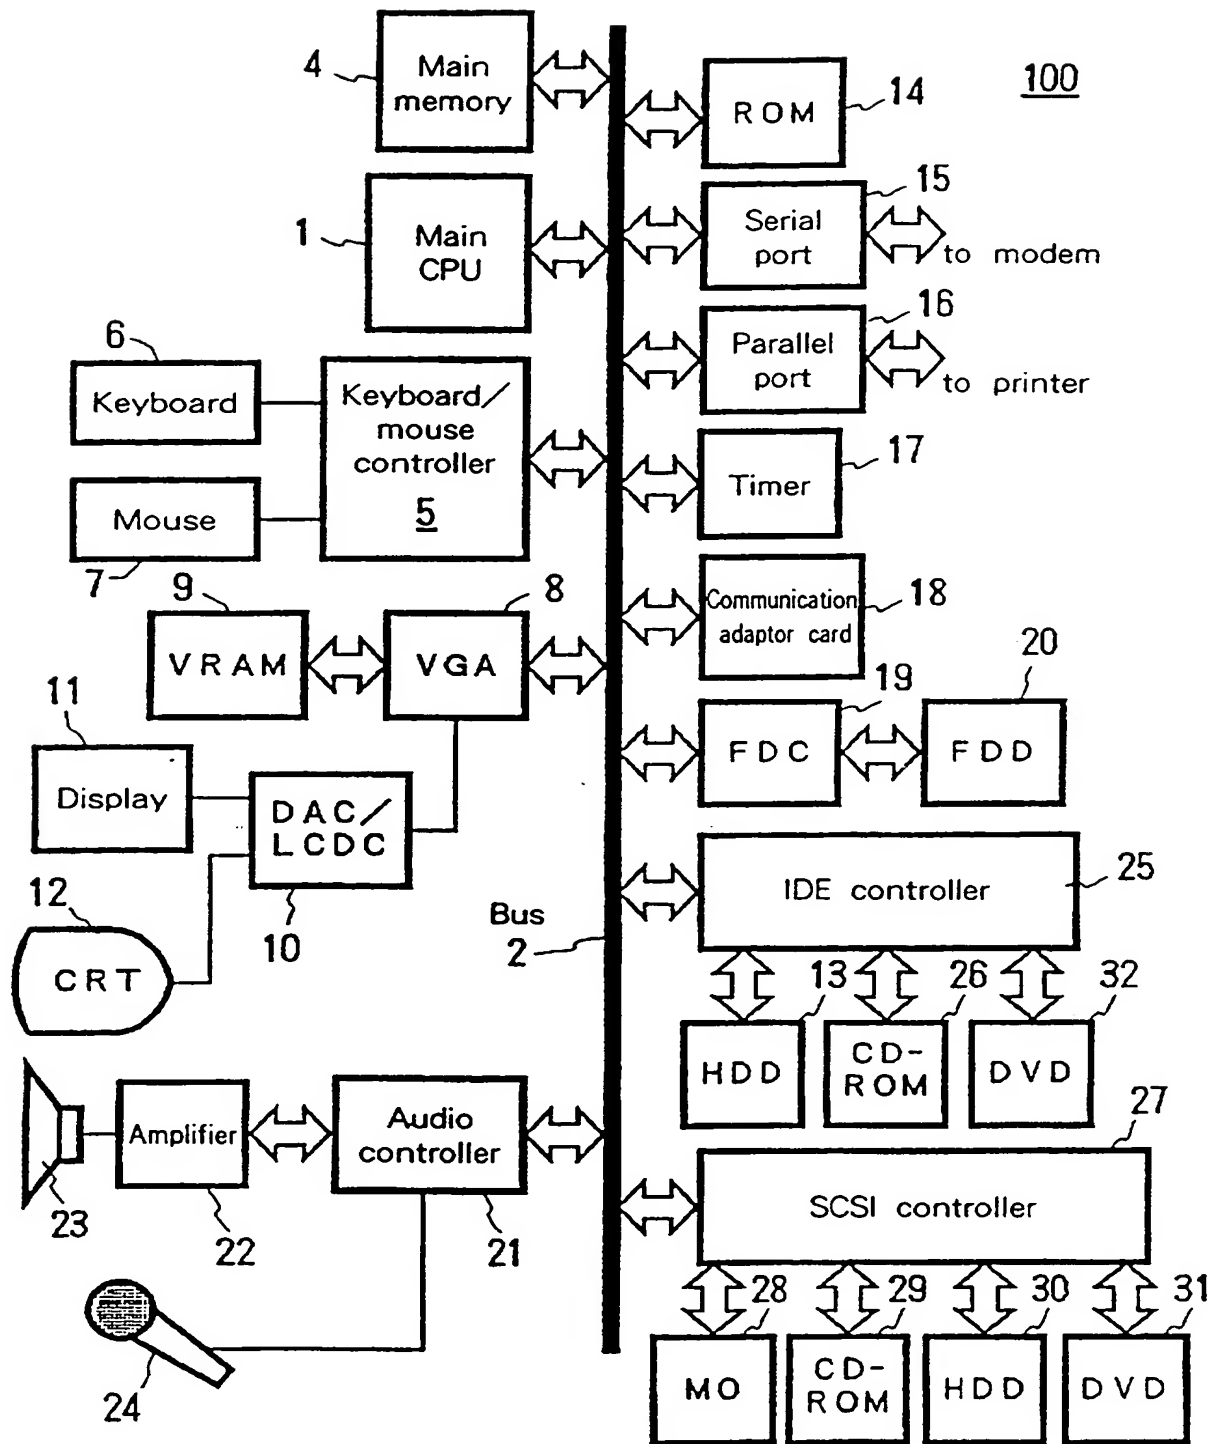 4
Main
memory
100
ROM
14
1
Main
CPU
15
Serial
port
to modem
16
Parallel
port
to printer
6
Keyboard
Keyboard/
mouse
controller
5
Mouse
7
17
Timer
Communication
adaptor card
18
9
VRAM
8
VGA
19
FDC
20
FDD
11
Display
DAC/
LCDC
10
12
CRT
Bus
2
IDE controller
25
13
HDD
26
CD-
ROM
32
DVD
23
Amplifier
22
Audio
controller
21
24
27
SCSI controller
28
MO
29
CD-
ROM
30
HDD
31
DVD